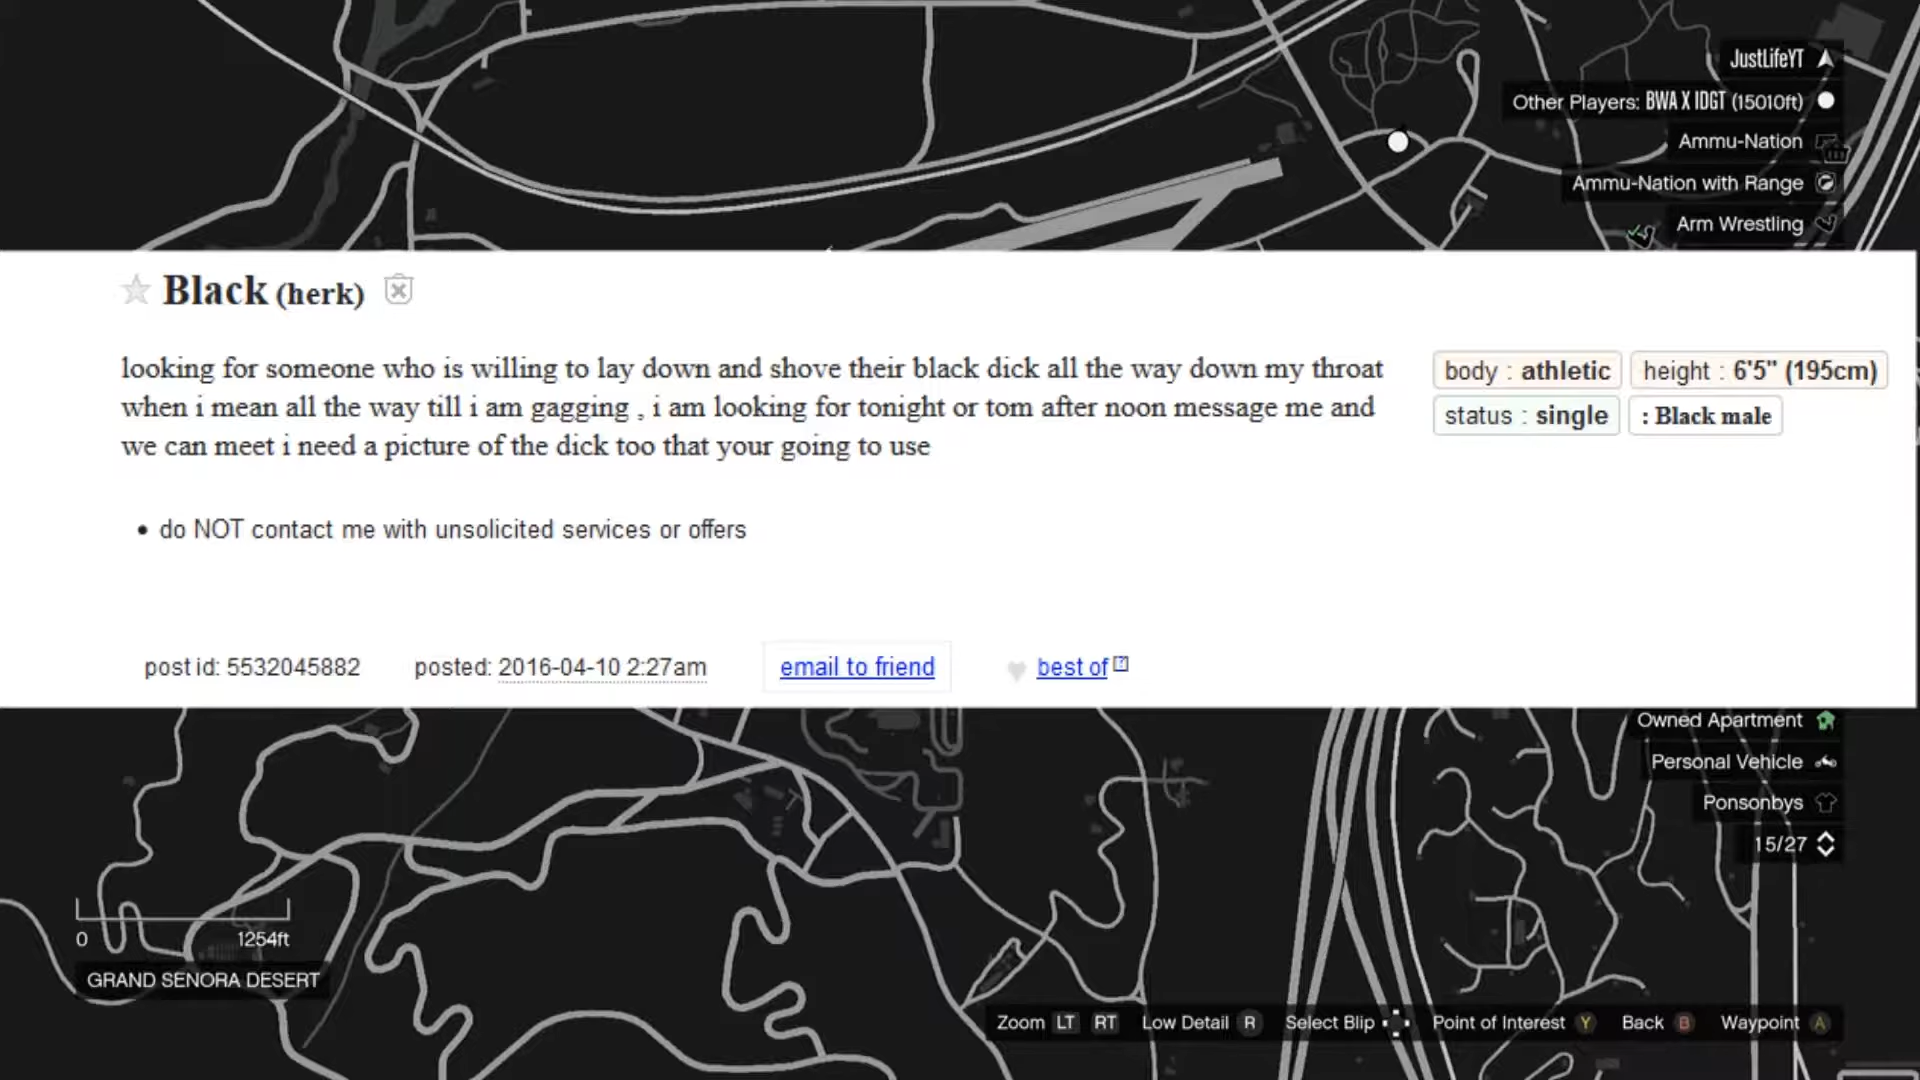 JustLifeYT
Other Players: BWA X IDGT (15010ft)
Ammu-Nation
Ammu-Nation with Range
Arm Wrestling
Black (herk)
looking for someone who is willing to lay down and shove their black dick all the way down my throat
when i mean all the way till i am gagging , i am looking for tonight or tom after noon message me and
we can meet i need a picture of the dick too that your going to use
body : athletic
height : 6'5" (195cm)
status : single
: Black male
• do NOT contact me with unsolicited services or offers
post id: 5532045882
posted: 2016-04-10 2:27am
email to friend
best of [?]
Owned Apartment
Personal Vehicle
Ponsonbys
15/27
0 1254ft
GRAND SENORA DESERT
Zoom LT RT Low Detail R Select Blip Point of Interest Y Back B Waypoint A